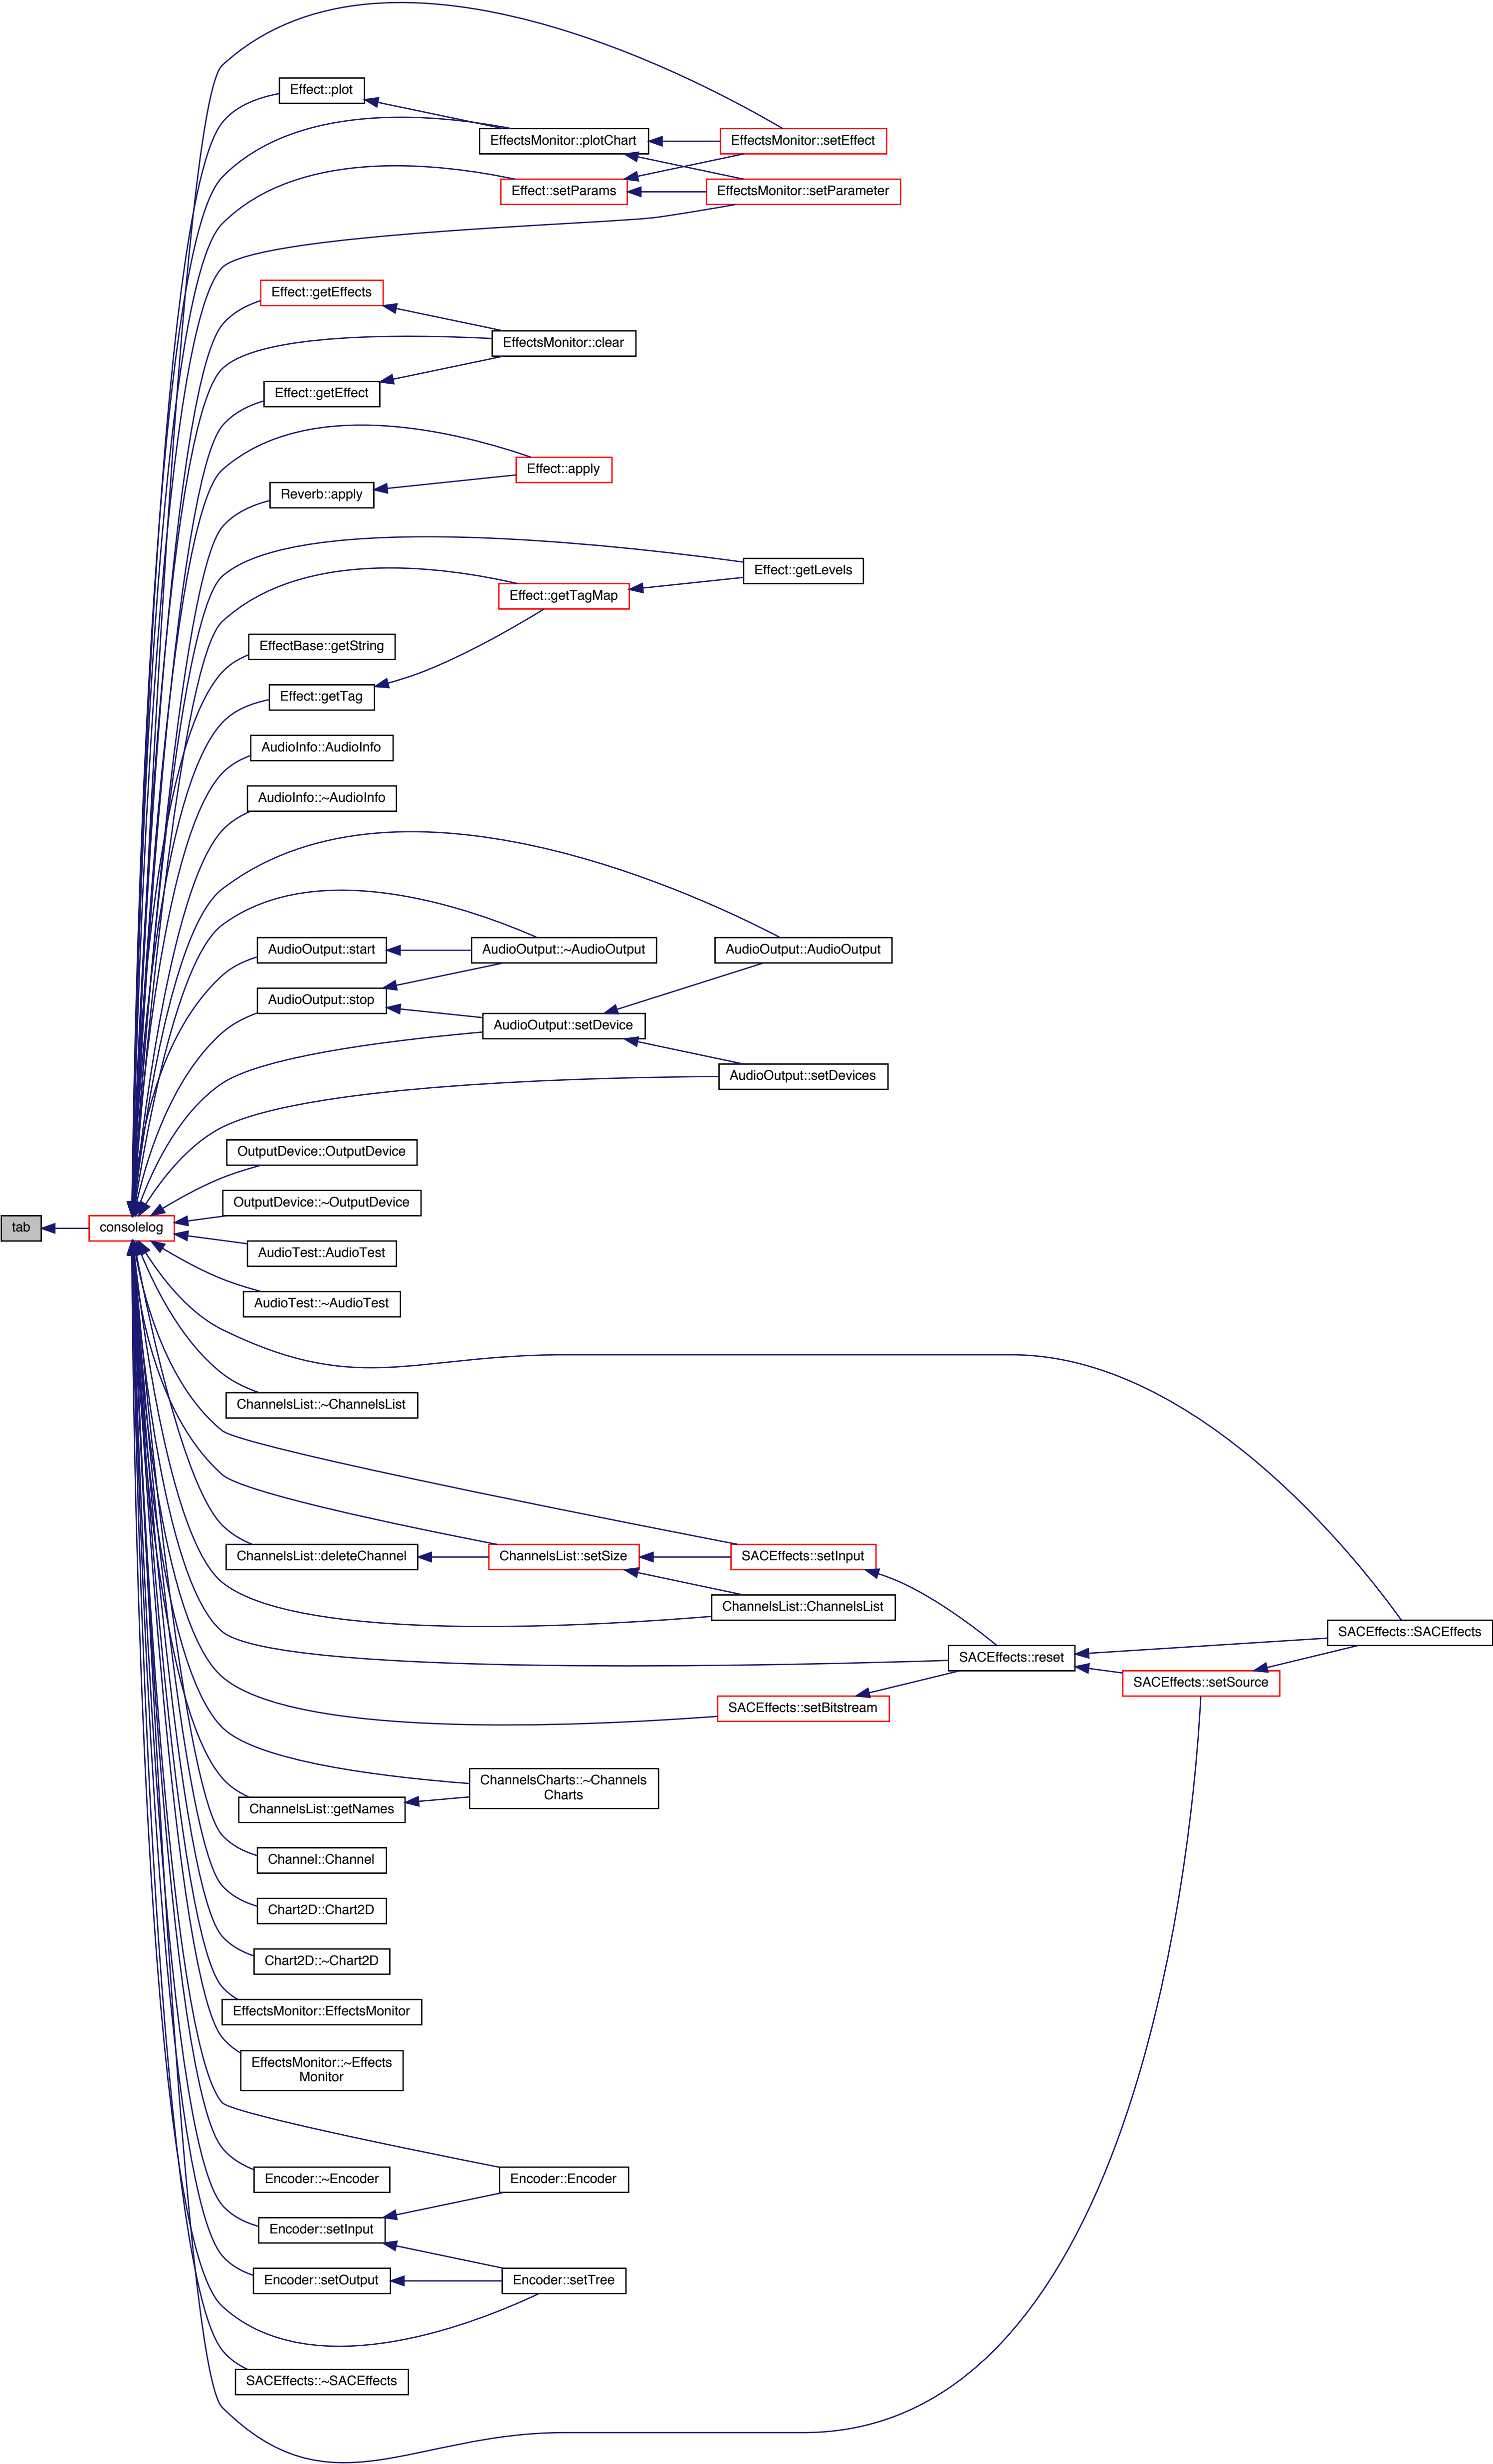 Effect::plot
EffectsMonitor::plotChart
EffectsMonitor::setEffect
Effect::setParams
EffectsMonitor::setParameter
Effect::getEffects
EffectsMonitor::clear
Effect::getEffect
Effect::apply
Reverb::apply
Effect::getLevels
Effect::getTagMap
EffectBase::getString
Effect::getTag
AudioInfo::AudioInfo
AudioInfo::~AudioInfo
AudioOutput::start
AudioOutput::~AudioOutput
AudioOutput::AudioOutput
AudioOutput::stop
AudioOutput::setDevice
AudioOutput::setDevices
OutputDevice::OutputDevice
OutputDevice::~OutputDevice
tab
consolelog
AudioTest::AudioTest
AudioTest::~AudioTest
ChannelsList::~ChannelsList
ChannelsList::deleteChannel
ChannelsList::setSize
SACEffects::setInput
ChannelsList::ChannelsList
SACEffects::SACEffects
SACEffects::reset
SACEffects::setSource
SACEffects::setBitstream
ChannelsCharts::~Channels
Charts
ChannelsList::getNames
Channel::Channel
Chart2D::Chart2D
Chart2D::~Chart2D
EffectsMonitor::EffectsMonitor
EffectsMonitor::~Effects
Monitor
Encoder::~Encoder
Encoder::Encoder
Encoder::setInput
Encoder::setOutput
Encoder::setTree
SACEffects::~SACEffects